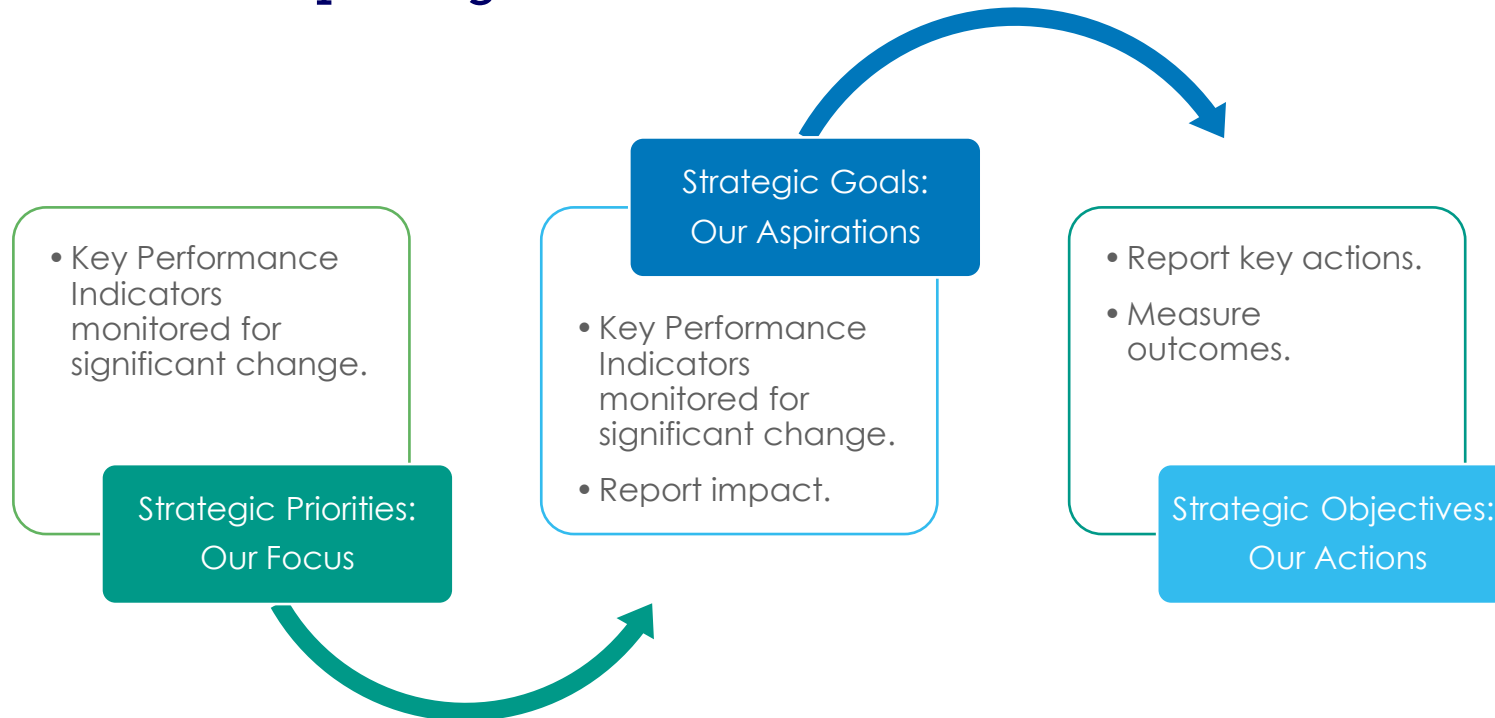 • Key Performance
Indicators
monitored for
significant change.
Strategic Priorities:
Our Focus
Strategic Goals:
Our Aspirations
• Key Performance
Indicators
monitored for
significant change.
• Report impact.
• Report key actions.
• Measure
outcomes.
Strategic Objectives:
Our Actions